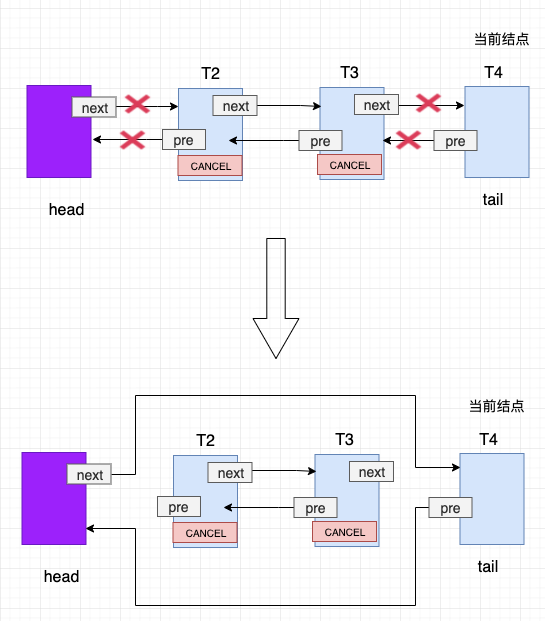 当前结点
T2
T3
T4
next
next
next
pre
pre
pre
CANCEL
CANCEL
head
tail
当前结点
T2
T3
T4
next
next
next
pre
pre
pre
CANCEL
CANCEL
head
tail